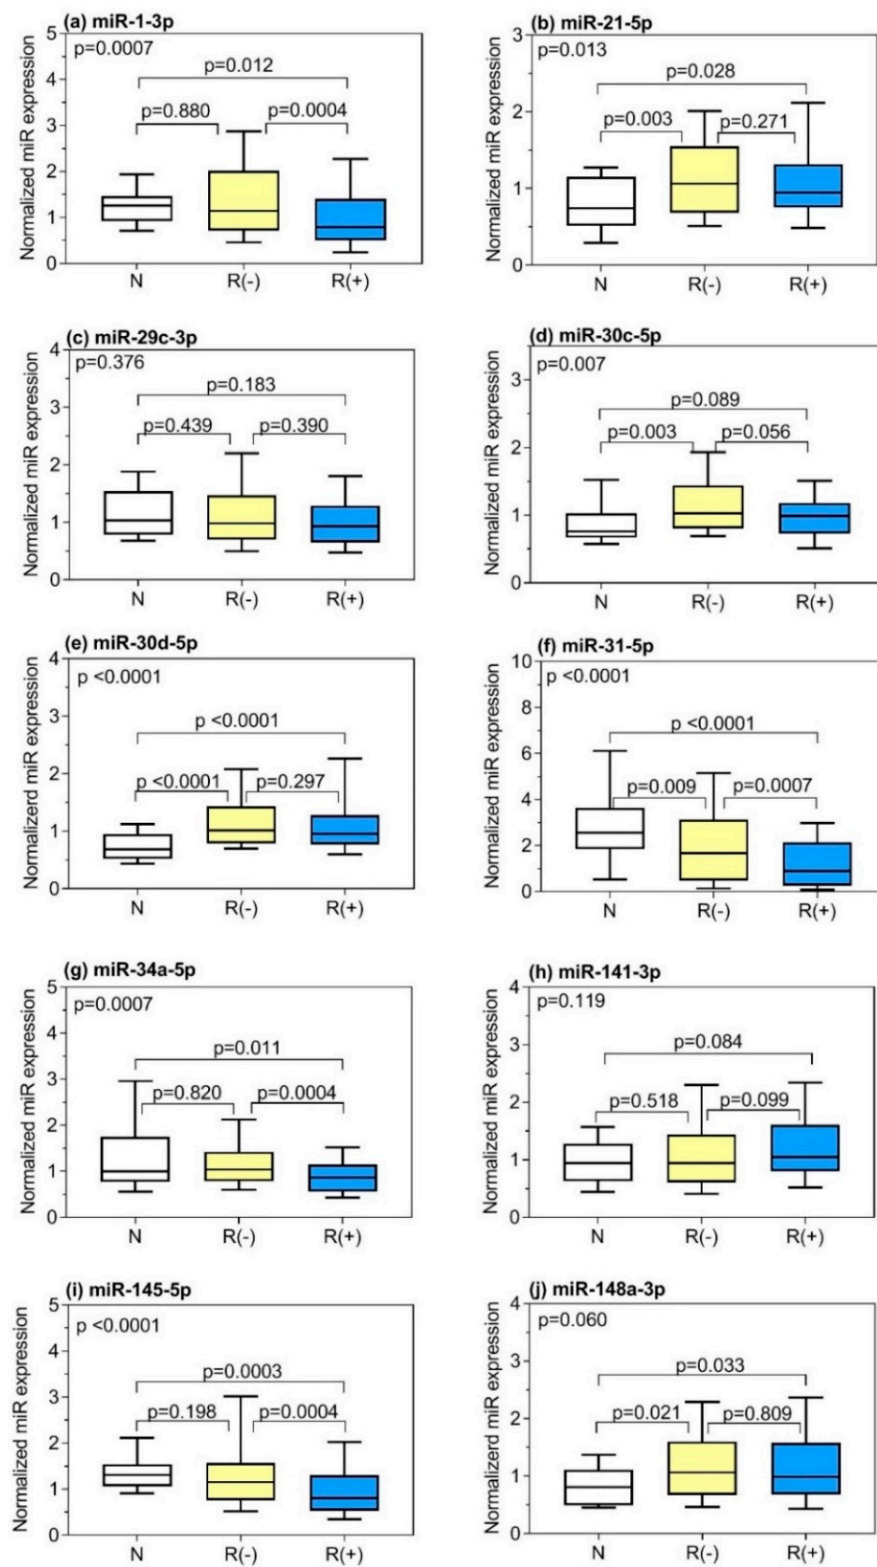 (a) miR-1-3p
p=0.0007
p=0.012
p=0.880
p=0.0004
Normalized miR expression
5
4
3
2
1
0
N
R(-)
R(+)
(b) miR-21-5p
p=0.013
p=0.028
p=0.003
p=0.271
Normalized miR expression
3
2
1
0
N
R(-)
R(+)
(c) miR-29c-3p
p=0.376
p=0.183
p=0.439
p=0.390
Normalized miR expression
4
3
2
1
0
N
R(-)
R(+)
(d) miR-30c-5p
p=0.007
p=0.089
p=0.003
p=0.056
Normalized miR expression
3
2
1
0
N
R(-)
R(+)
(e) miR-30d-5p
p <0.0001
p <0.0001
p <0.0001
p=0.297
Normalizerd miR expression
4
3
2
1
0
N
R(-)
R(+)
(f) miR-31-5p
p <0.0001
p <0.0001
p=0.009
p=0.0007
Normalized miR expression
10
8
6
4
2
0
N
R(-)
R(+)
(g) miR-34a-5p
p=0.0007
p=0.011
p=0.820
p=0.0004
Normalized miR expression
5
4
3
2
1
0
N
R(-)
R(+)
(h) miR-141-3p
p=0.119
p=0.084
p=0.518
p=0.099
Normalized miR expression
4
3
2
1
0
N
R(-)
R(+)
(i) miR-145-5p
p <0.0001
p=0.0003
p=0.198
p=0.0004
Normalized miR expression
5
4
3
2
1
0
N
R(-)
R(+)
(j) miR-148a-3p
p=0.060
p=0.033
p=0.021
p=0.809
Normalizerd miR expression
4
3
2
1
0
N
R(-)
R(+)